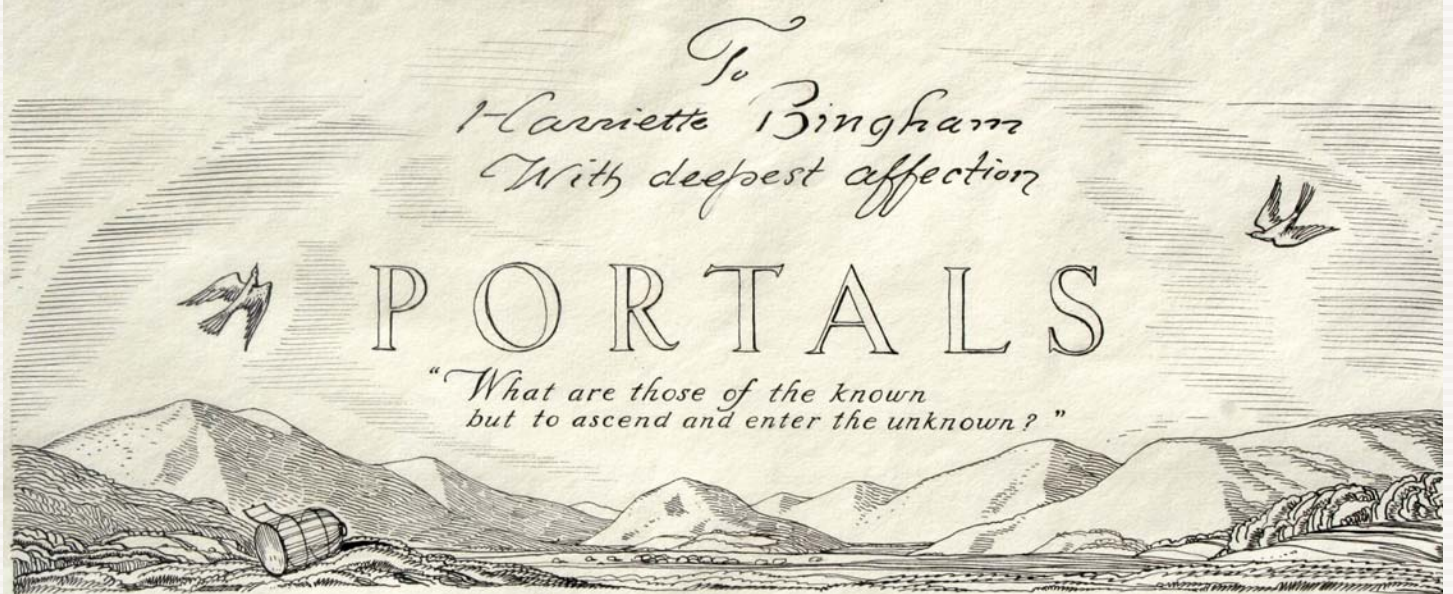 To
Harriette Bingham
With deepest affection
PORTALS
"What are those of the known
but to ascend and enter the unknown? "